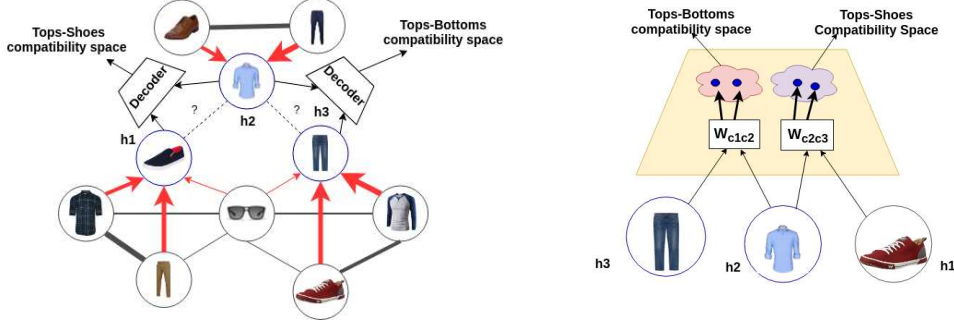 Tops-Shoes
compatibility space
Tops-Bottoms
compatibility space
Decoder
Decoder
?
?
h1
h2
h3
Tops-Bottoms
compatibility space
Tops-Shoes
Compatibility Space
Wc1c2
Wc2c3
h3
h2
h1